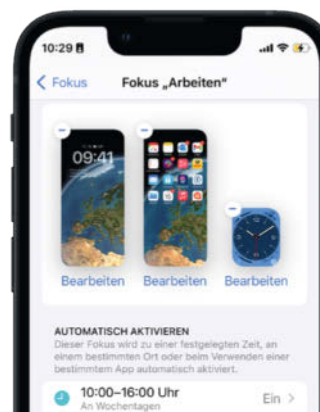 10:29
Fokus Fokus „Arbeiten“
09:41
Bearbeiten Bearbeiten Bearbeiten
AUTOMATISCH AKTIVIEREN
Dieser Fokus wird zu einer festgelegten Zeit, an
einem bestimmten Ort oder beim Verwenden einer
bestimmtem App automatisch aktiviert.
10:00–16:00 Uhr Ein
An Wochentagen